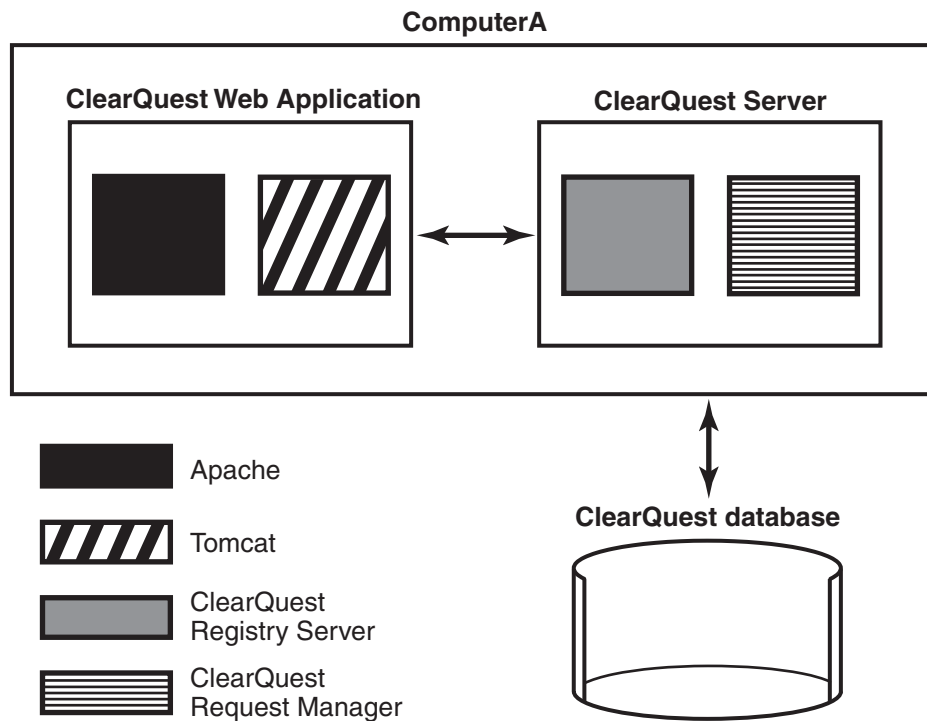 ComputerA
ClearQuest Web Application
ClearQuest Server
Apache
Tomcat
ClearQuest
Registry Server
ClearQuest
Request Manager
ClearQuest database